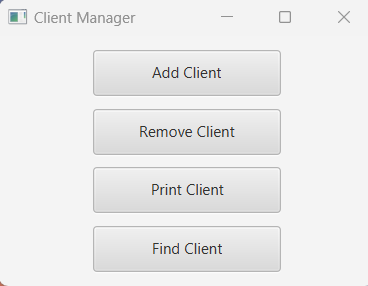 Client Manager
Add Client
Remove Client
Print Client
Find Client